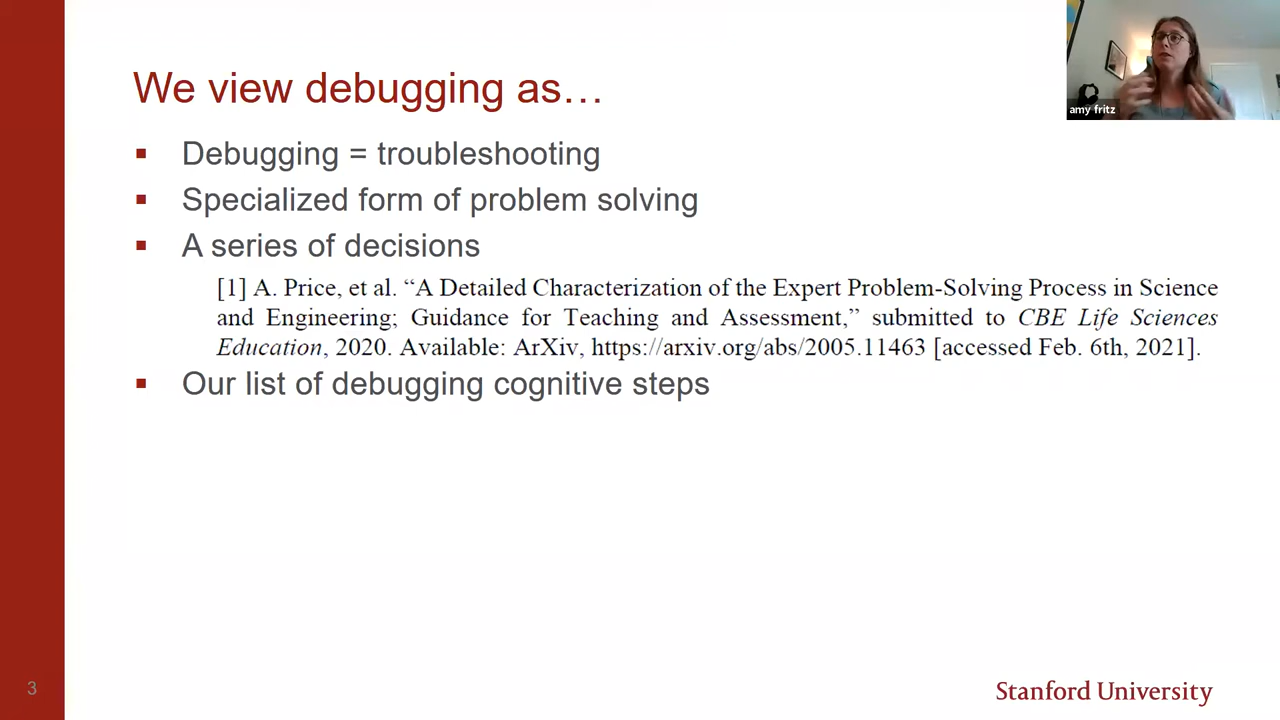 We view debugging as…
amy fritz
▪ Debugging = troubleshooting
▪ Specialized form of problem solving
▪ A series of decisions
[1] A. Price, et al. “A Detailed Characterization of the Expert Problem-Solving Process in Science
and Engineering; Guidance for Teaching and Assessment,” submitted to CBE Life Sciences
Education, 2020. Available: ArXiv, https://arxiv.org/abs/2005.11463 [accessed Feb. 6th, 2021].
▪ Our list of debugging cognitive steps
3
Stanford University